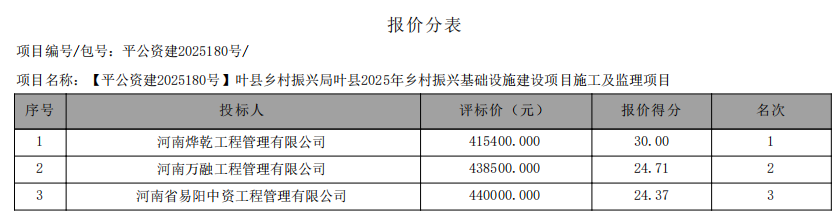 报价分表
项目编号/包号：平公资建2025180号/
项目名称：【平公资建2025180号】叶县乡村振兴局叶县2025年乡村振兴基础设施建设项目施工及监理项目
序号 投标人 评标价（元） 报价得分 名次
1 河南烨乾工程管理有限公司 415400.000 30.00 1
2 河南万融工程管理有限公司 438500.000 24.71 2
3 河南省易阳中资工程管理有限公司 440000.000 24.37 3